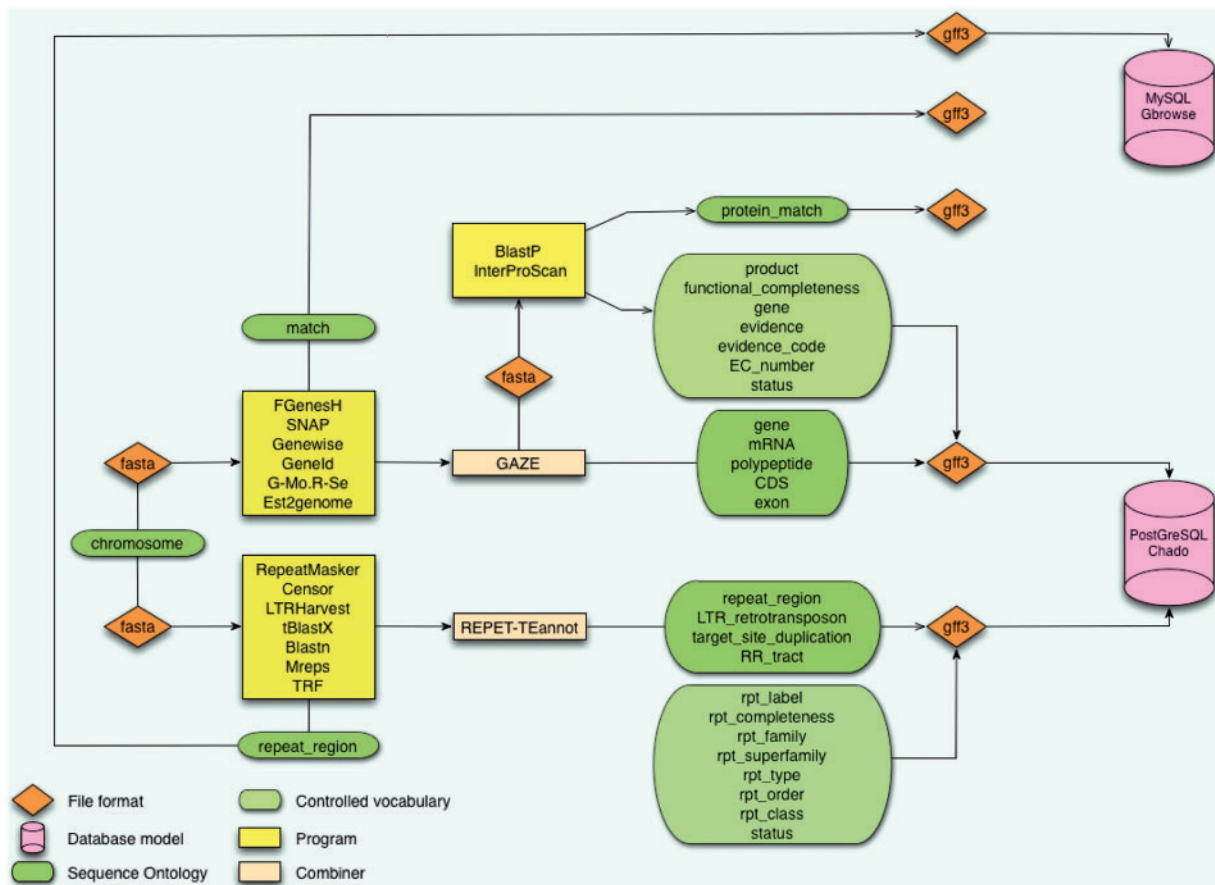 gff3
MySQL
Gbrowse
gff3
protein_match
gff3
BlastP
InterProScan
product
functional_completeness
gene
evidence
evidence_code
EC_number
status
match
fasta
FGenesH
SNAP
Genewise
GeneId
G-Mo.R-Se
Est2genome
fasta
GAZE
gene
mRNA
polypeptide
CDS
exon
gff3
chromosome
PostGreSQL
Chado
RepeatMasker
Censor
LTRHarvest
tBlastX
Blastn
Mreps
TRF
fasta
REPET-TEannot
repeat_region
LTR_retrotransposon
target_site_duplication
RR_tract
gff3
rpt_label
rpt_completeness
rpt_family
rpt_superfamily
rpt_type
rpt_order
rpt_class
status
repeat_region
File format
Controlled vocabulary
Database model
Program
Sequence Ontology
Combiner